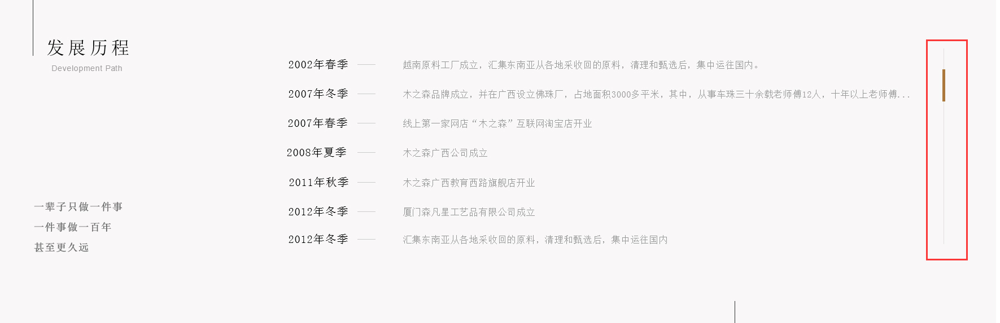 发展历程
Development Path
2002年春季 越南原料工厂成立，汇集东南亚从各地采收回的原料，清理和甄选后，集中运往国内。
2007年冬季 木之森品牌成立，并在广西设立佛珠厂，占地面积3000多平米，其中，从事车珠三十余载老师傅12人，十年以上老师傅...
2007年春季 线上第一家网店“木之森”互联网淘宝店开业
2008年夏季 木之森广西公司成立
2011年秋季 木之森广西教育西路旗舰店开业
2012年冬季 厦门森凡星工艺品有限公司成立
2012年冬季 汇集东南亚从各地采收回的原料，清理和甄选后，集中运往国内
一辈子只做一件事
一件事做一百年
甚至更久远